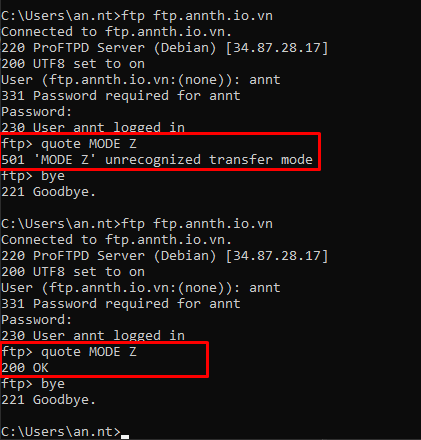 C:\Users\an.nt>ftp ftp.annth.io.vn
Connected to ftp.annth.io.vn.
220 ProFTPD Server (Debian) [34.87.28.17]
200 UTF8 set to on
User (ftp.annth.io.vn:(none)): annt
331 Password required for annt
Password:
230 User annt logged in
ftp> quote MODE Z
501 'MODE Z' unrecognized transfer mode
ftp> bye
221 Goodbye.
C:\Users\an.nt>ftp ftp.annth.io.vn
Connected to ftp.annth.io.vn.
220 ProFTPD Server (Debian) [34.87.28.17]
200 UTF8 set to on
User (ftp.annth.io.vn:(none)): annt
331 Password required for annt
Password:
230 User annt logged in
ftp> quote MODE Z
200 OK
ftp> bye
221 Goodbye.
C:\Users\an.nt>